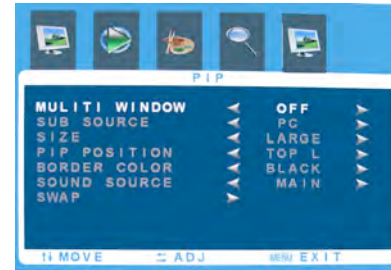 PIP
MULITI WINDOW OFF
SUB SOURCE PC
SIZE LARGE
PIP POSITION TOP L
BORDER COLOR BLACK
SOUND SOURCE MAIN
SWAP
MOVE ADJ MENU EXIT